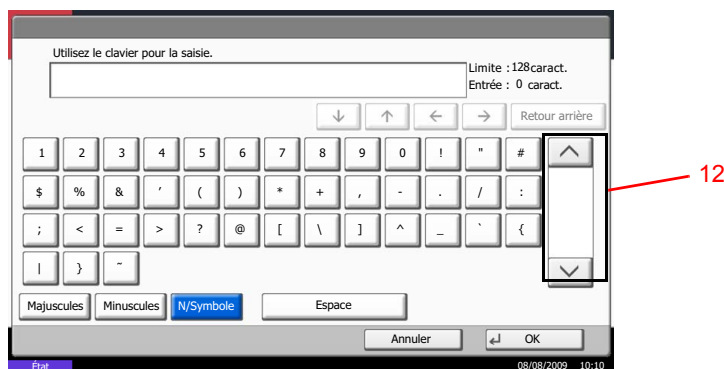 Utilisez le clavier pour la saisie.
Limite : 128caract.
Entrée : 0 caract.
↓ ↑ ← → Retour arrière
1 2 3 4 5 6 7 8 9 0 ! " #
12
$ % & ' ( ) * + , - . / :
; < = > ? @ [ \ ] ^ _ ` {
| } ~
Majuscules Minuscules N/Symbole Espace
Annuler OK
État 08/08/2009 10:10